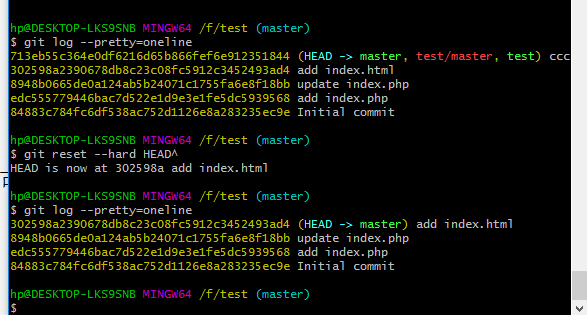 hp@DESKTOP-LKS9SNB MINGW64 /f/test (master)
$ git log --pretty=oneline
713eb55c364e0df6216d65b866fef6e912351844 (HEAD -> master, test/master, test) ccc
302598a2390678db8c23c08fc5912c3452493ad4 add index.html
8948b0665de0a124ab5b24071c1755fa6e8f18bb update index.php
edc555779446bac7d522e1d9e3e1fe5dc5939568 add index.php
84883c784fc6df538ac752d1126e8a283235ec9e Initial commit

hp@DESKTOP-LKS9SNB MINGW64 /f/test (master)
$ git reset --hard HEAD^
HEAD is now at 302598a add index.html

hp@DESKTOP-LKS9SNB MINGW64 /f/test (master)
$ git log --pretty=oneline
302598a2390678db8c23c08fc5912c3452493ad4 (HEAD -> master) add index.html
8948b0665de0a124ab5b24071c1755fa6e8f18bb update index.php
edc555779446bac7d522e1d9e3e1fe5dc5939568 add index.php
84883c784fc6df538ac752d1126e8a283235ec9e Initial commit

hp@DESKTOP-LKS9SNB MINGW64 /f/test (master)
$